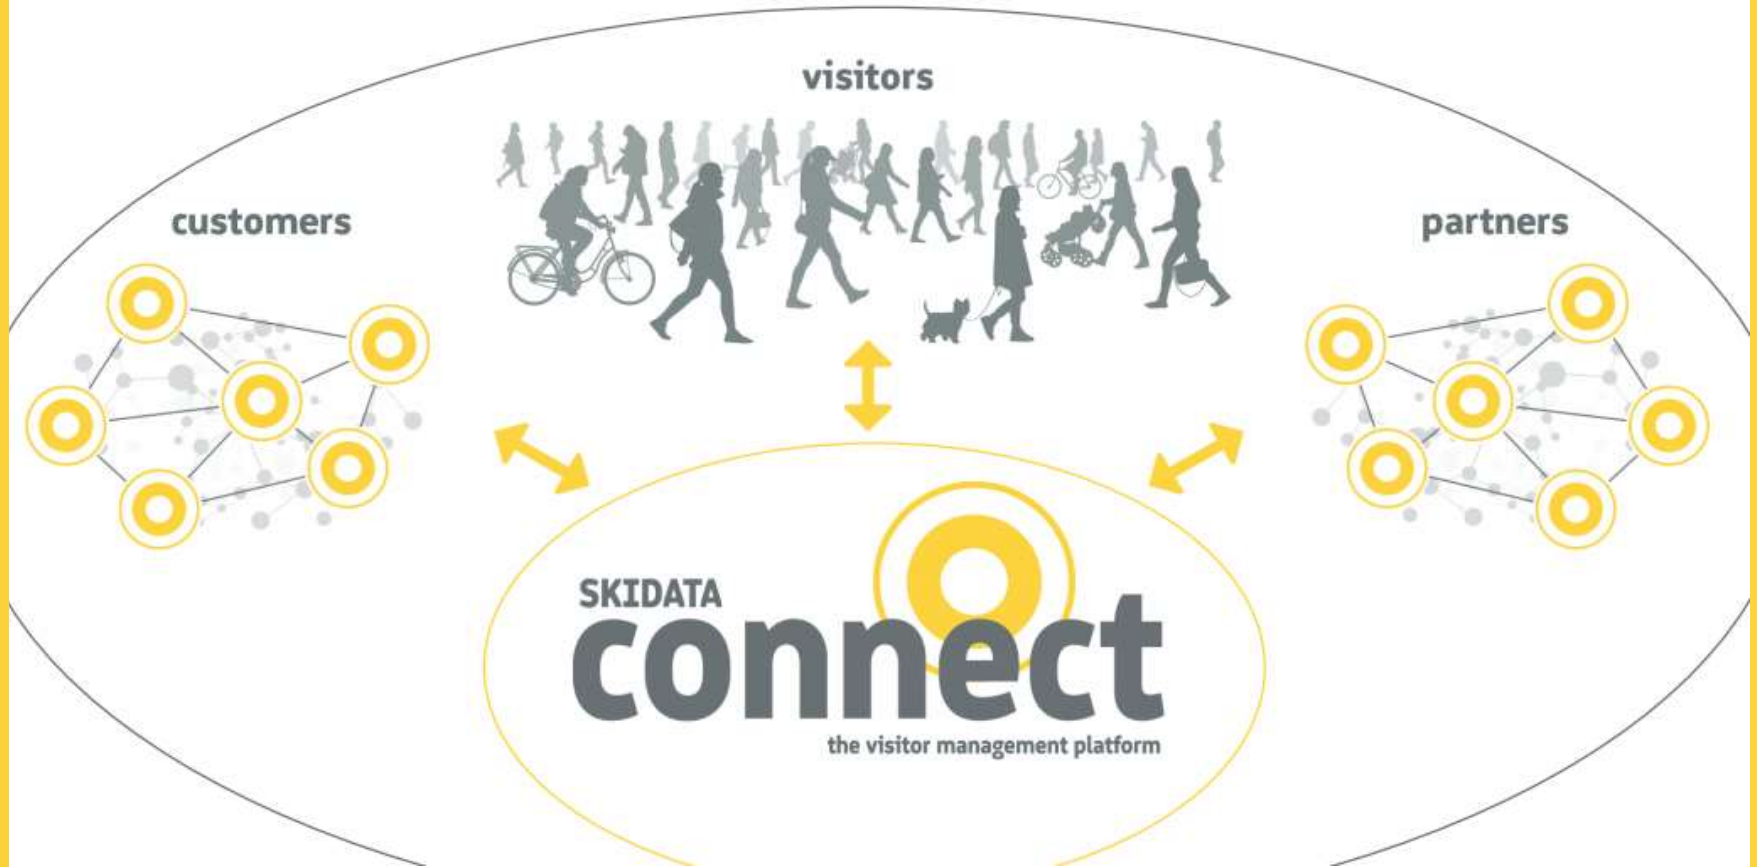 visitors
customers
partners
SKIDATA
connect
the visitor management platform